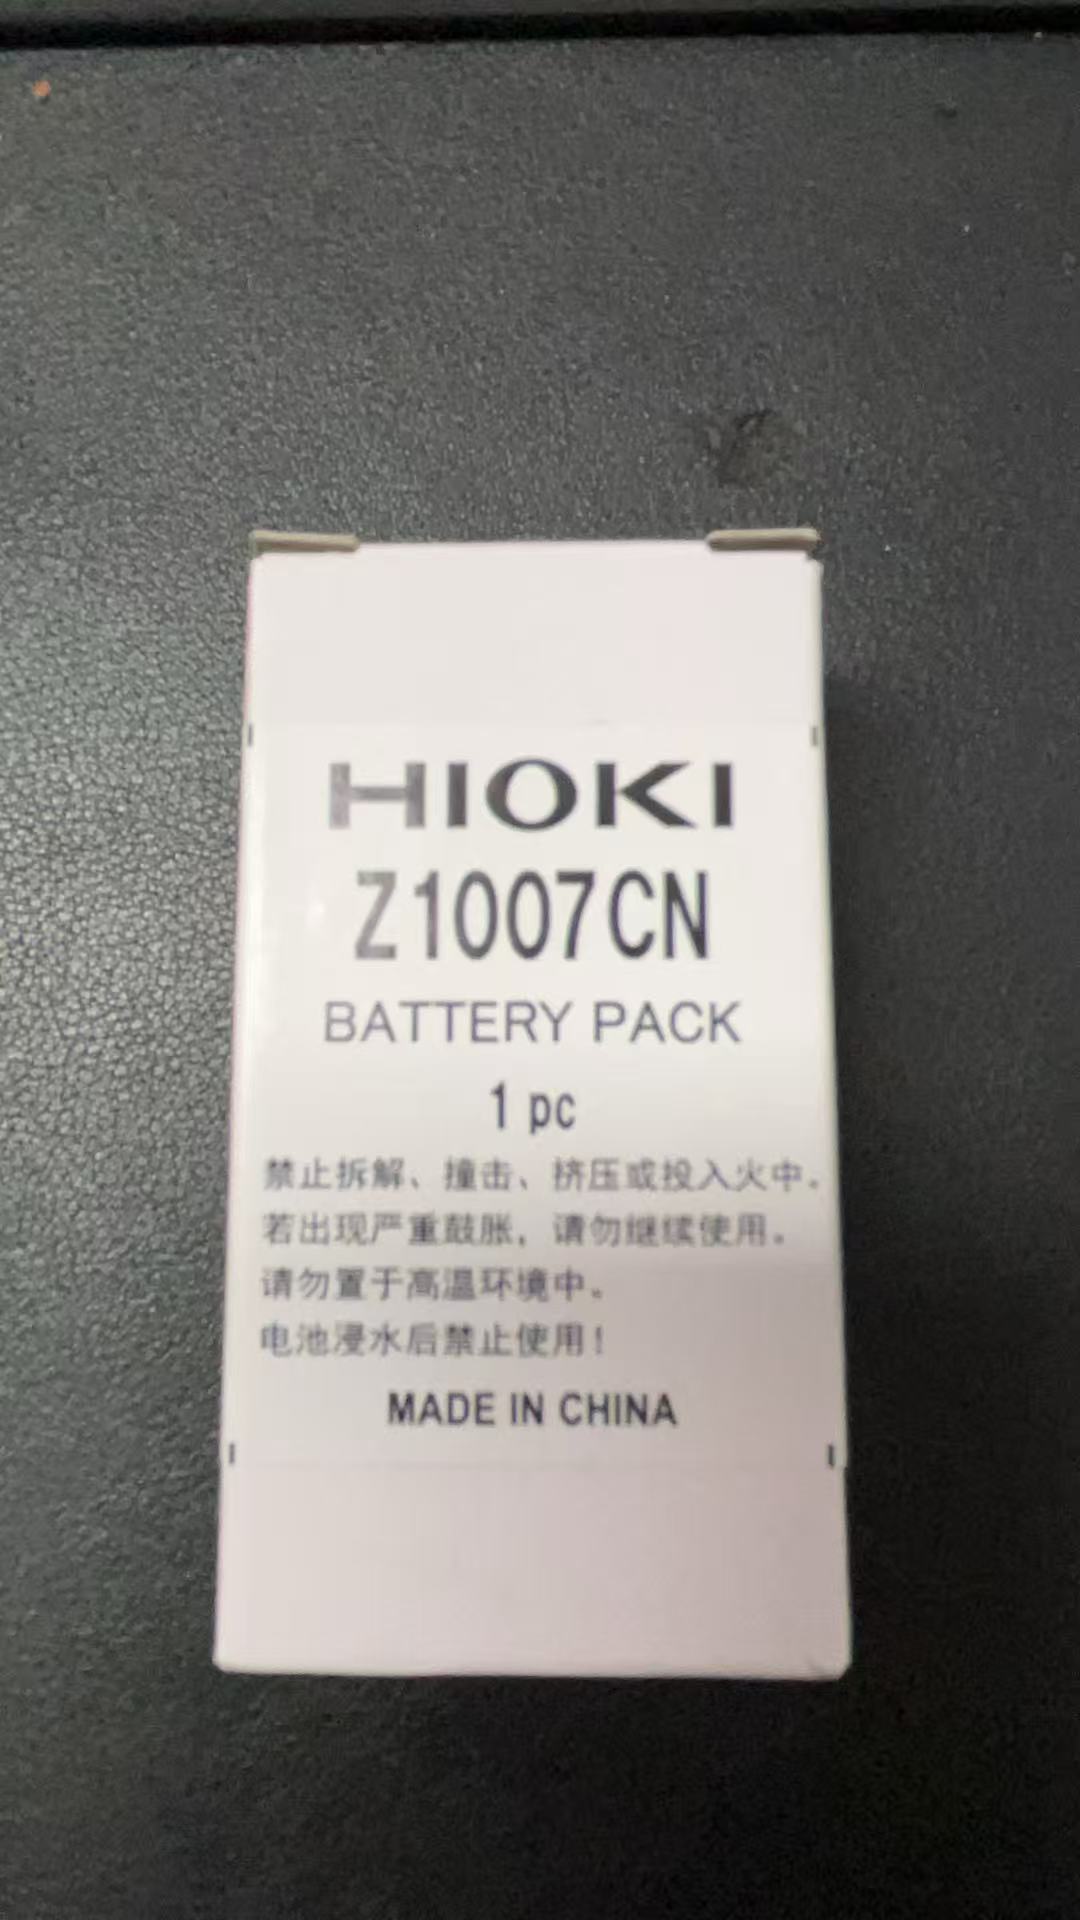 HIOKI
Z1007CN
BATTERY PACK
1 pc
禁止拆解、撞击、挤压或投入火中。
若出现严重鼓胀，请勿继续使用。
请勿置于高温环境中。
电池浸水后禁止使用！
MADE IN CHINA